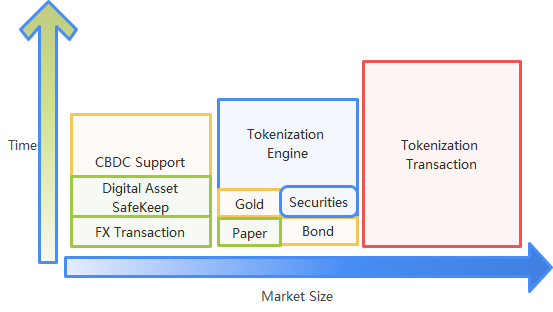 Time
CBDC Support
Digital Asset
SafeKeep
FX Transaction
Tokenization
Engine
Gold
Securities
Paper
Bond
Tokenization
Transaction
Market Size